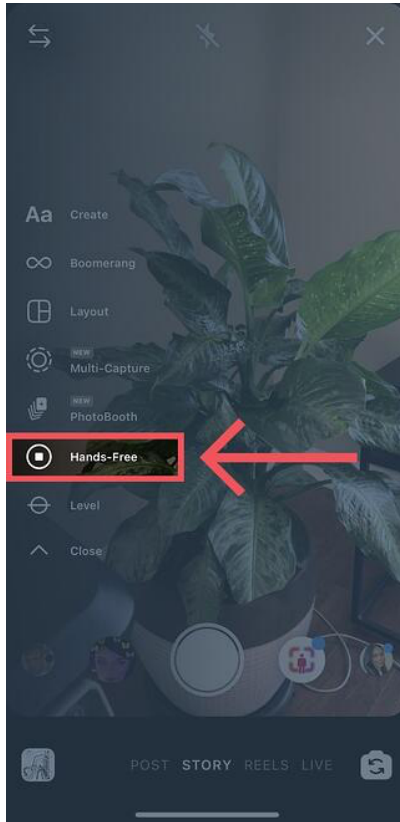 Aa Create
Boomerang
Layout
NEW
Multi-Capture
NEW
PhotoBooth
Hands-Free
Level
Close
POST STORY REELS LIVE